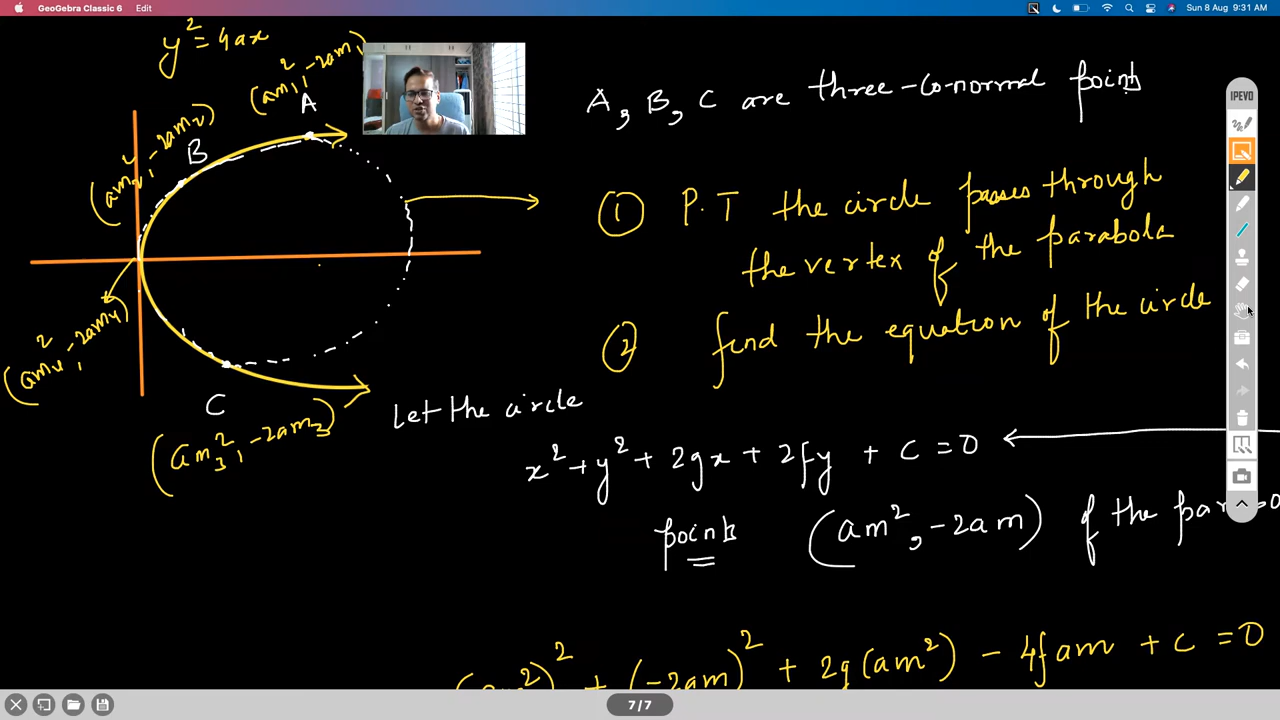 GeoGebra Classic 6 Edit Sun 8 Aug 9:31 AM
y² = 4ax
(am₁², -2am₁)
A
(am₂², -2am₂)
B
(am₄², -2am₄)
C
(am₃², -2am₃)
A, B, C are three co-normal points
① P.T the circle passes through
the vertex of the parabola
② find the equation of the circle
Let the circle
x² + y² + 2gx + 2fy + c = 0
points (am², -2am) of the par
=0
(am²)² + (-2am)² + 2g(am²) - 4fam + c = 0
IPEVO
7/7